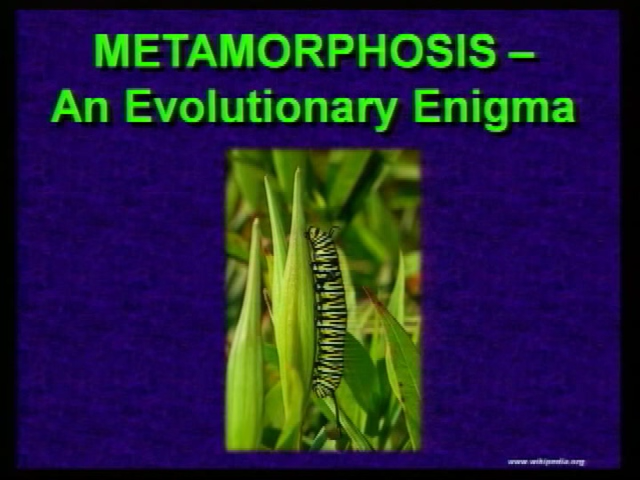 METAMORPHOSIS –
An Evolutionary Enigma
www.wikipedia.org